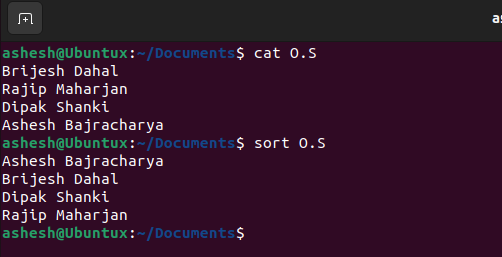 as
ashesh@Ubuntux:~/Documents$ cat O.S
Brijesh Dahal
Rajip Maharjan
Dipak Shanki
Ashesh Bajracharya
ashesh@Ubuntux:~/Documents$ sort O.S
Ashesh Bajracharya
Brijesh Dahal
Dipak Shanki
Rajip Maharjan
ashesh@Ubuntux:~/Documents$